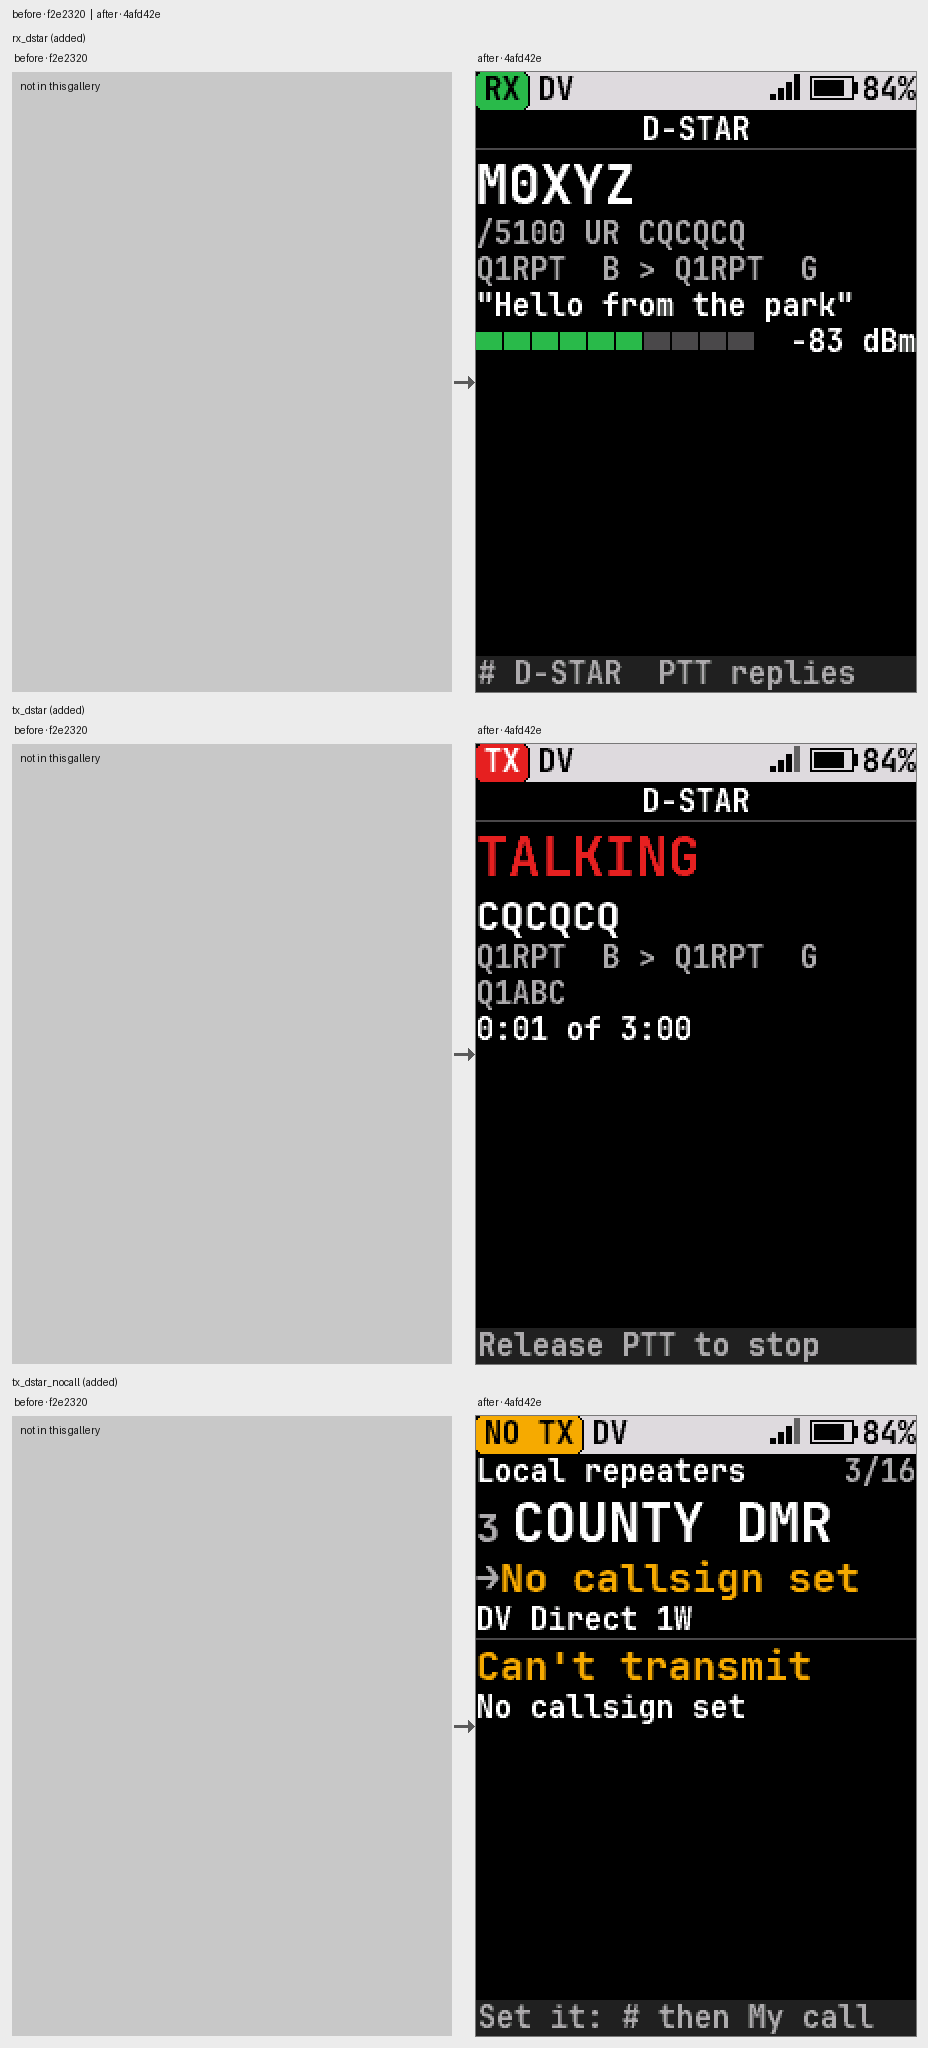 before · f2e2320 | after · 4afd42e
rx_dstar (added)
before · f2e2320
after · 4afd42e
not in this gallery
RX DV 84%
D-STAR
M0XYZ
/5100 UR CQCQCQ
Q1RPT B > Q1RPT G
"Hello from the park"
-83 dBm
# D-STAR PTT replies
tx_dstar (added)
before · f2e2320
after · 4afd42e
not in this gallery
TX DV 84%
D-STAR
TALKING
CQCQCQ
Q1RPT B > Q1RPT G
Q1ABC
0:01 of 3:00
Release PTT to stop
tx_dstar_nocall (added)
before · f2e2320
after · 4afd42e
not in this gallery
NO TX DV 84%
Local repeaters 3/16
3 COUNTY DMR
→No callsign set
DV Direct 1W
Can't transmit
No callsign set
Set it: # then My call